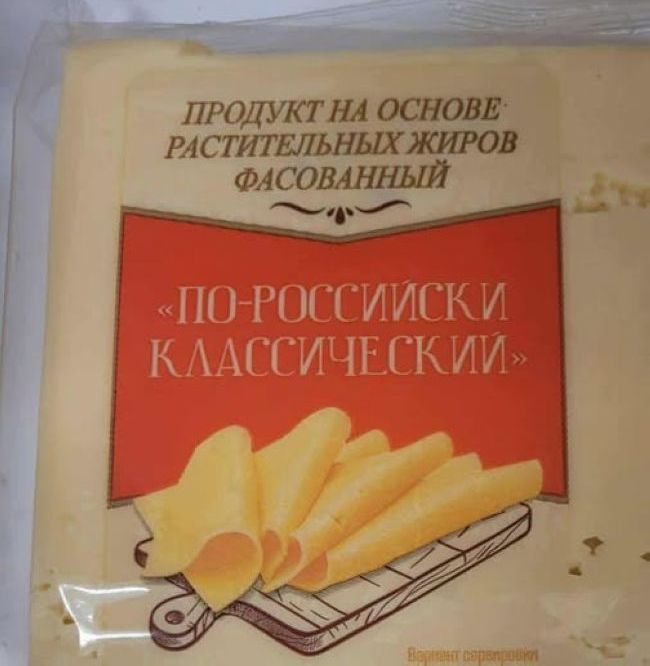 ПРОДУКТ НА ОСНОВЕ
РАСТИТЕЛЬНЫХ ЖИРОВ
ФАСОВАННЫЙ
«ПО-РОССИЙСКИ
КЛАССИЧЕСКИЙ»
Вариант сервировки